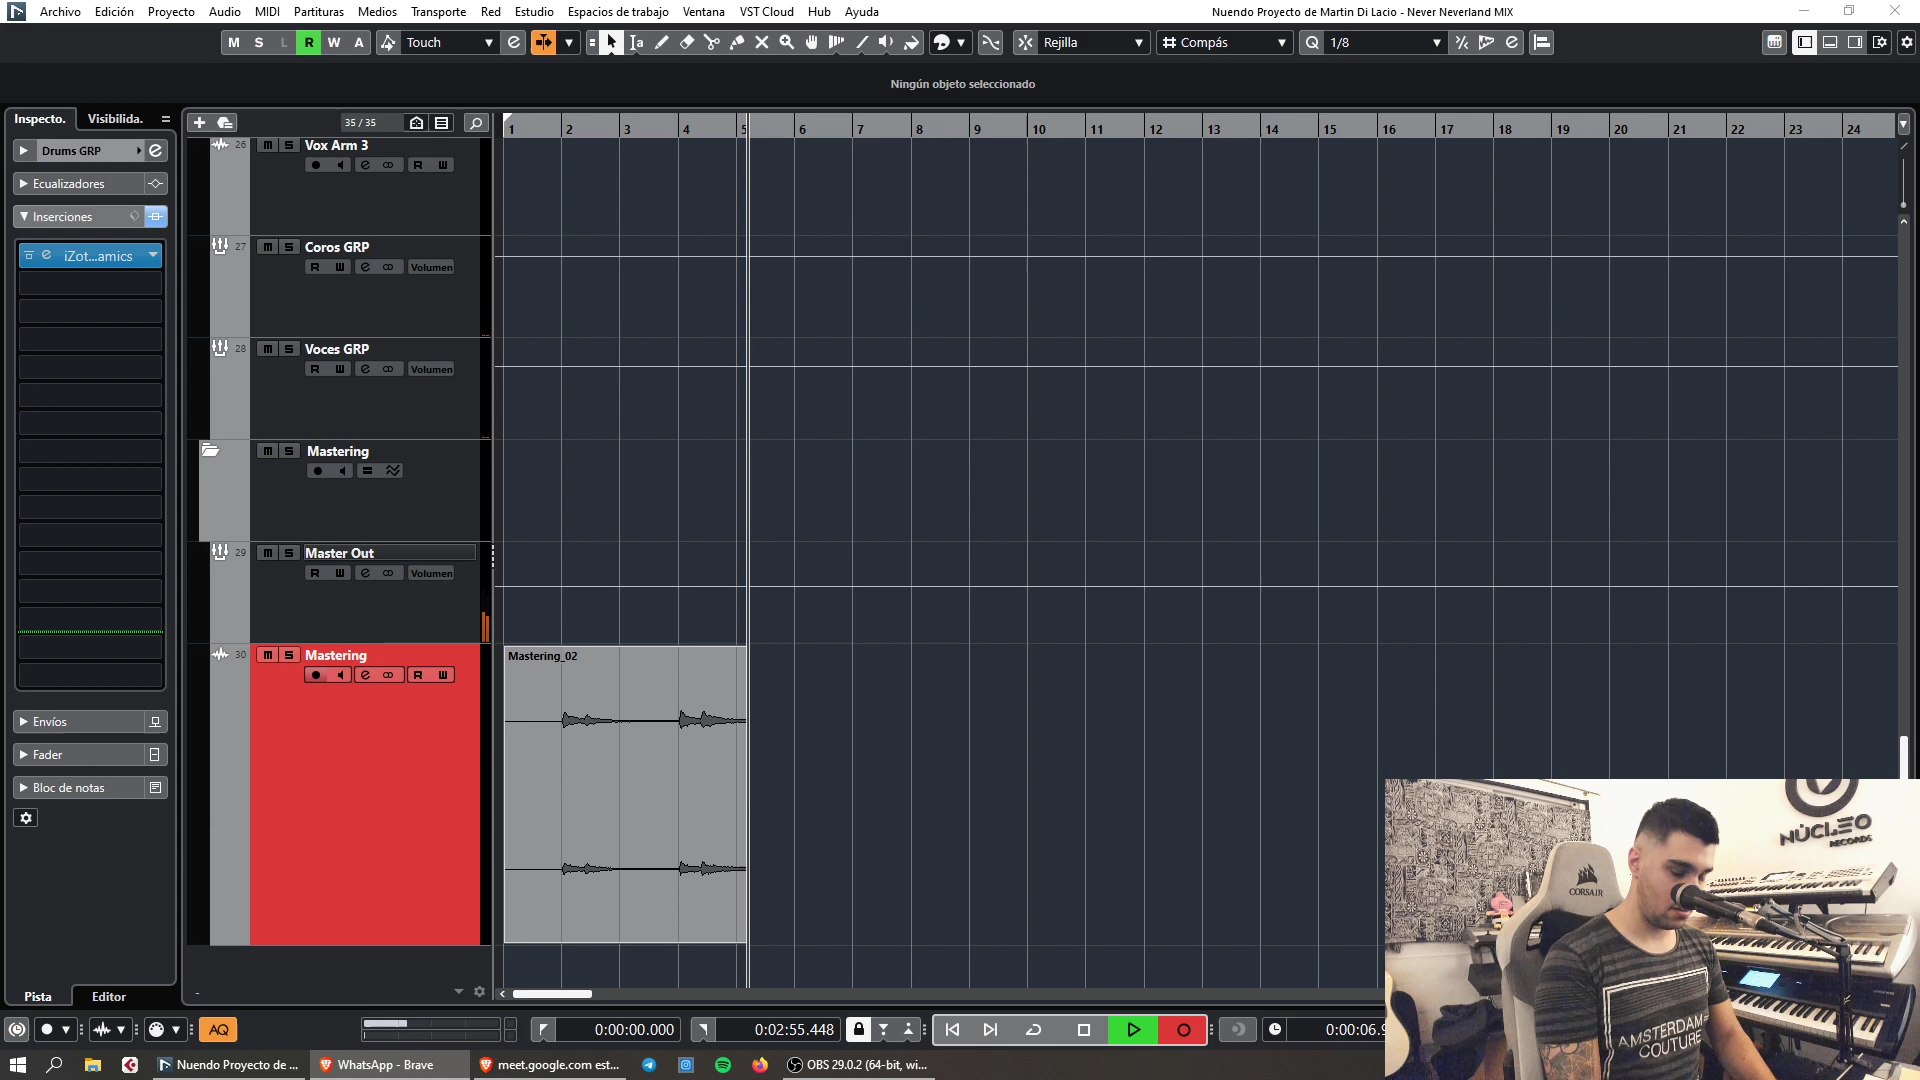 Archivo Edición Proyecto Audio MIDI Partituras Medios Transporte Red Estudio Espacios de trabajo Ventana VST Cloud Hub Ayuda Nuendo Proyecto de Martin Di Lacio - Never Neverland MIX
M S L R W A Touch Rejilla Compás Q 1/8
Ningún objeto seleccionado
Inspecto. Visibilida. 35 / 35
1 2 3 4 5 6 7 8 9 10 11 12 13 14 15 16 17 18 19 20 21 22 23 24
Drums GRP
Ecualizadores
Inserciones
iZot...amics
Envíos
Fader
Bloc de notas
Pista Editor
26 m S Vox Arm 3
R W
27 m S Coros GRP
R W Volumen
28 m S Voces GRP
R W Volumen
m S Mastering
29 m S Master Out
R W Volumen
30 m S Mastering
R W
Mastering_02
NÚCLEO
RECORDS
CORSAIR
AMSTERDAM
COUTURE
AQ 0:00:00.000 0:02:55.448 0:00:06.9
Nuendo Proyecto de ... WhatsApp - Brave meet.google.com est... OBS 29.0.2 (64-bit, wi...